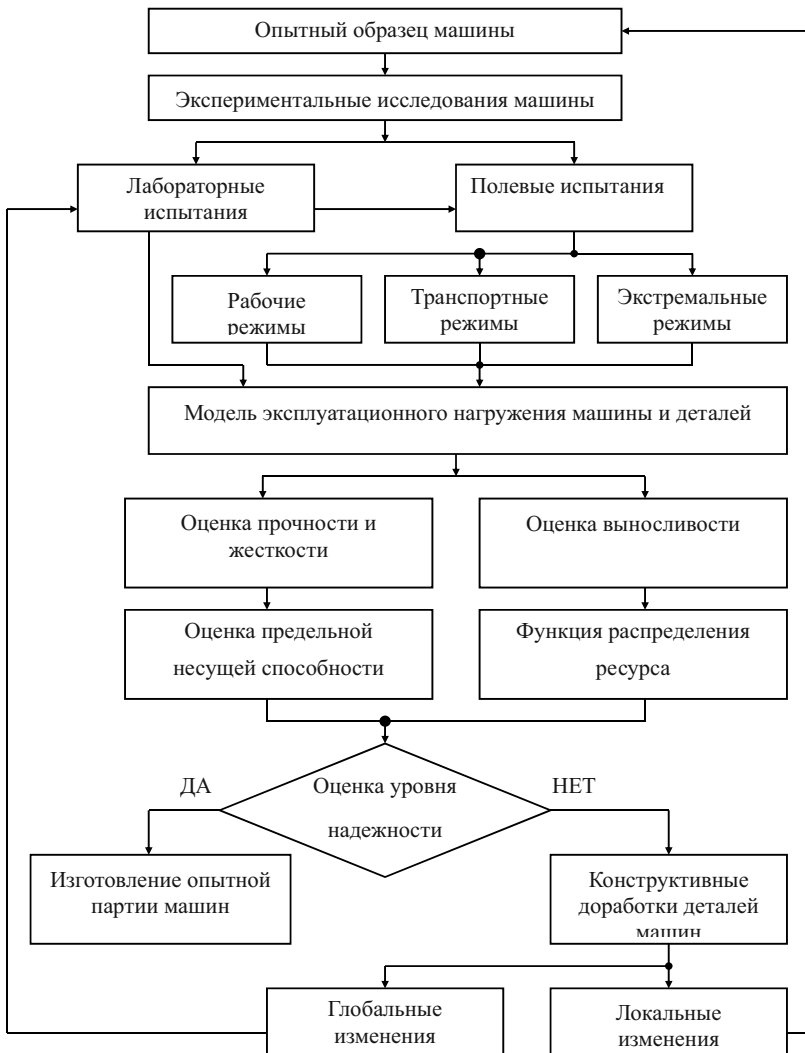 Опытный образец машины
Экспериментальные исследования машины
Лабораторные
испытания
Полевые испытания
Рабочие
режимы
Транспортные
режимы
Экстремальные
режимы
Модель эксплуатационного нагружения машины и деталей
Оценка прочности и
жесткости
Оценка выносливости
Оценка предельной
несущей способности
Функция распределения
ресурса
ДА
Оценка уровня
надежности
НЕТ
Изготовление опытной
партии машин
Конструктивные
доработки деталей
машин
Глобальные
изменения
Локальные
изменения